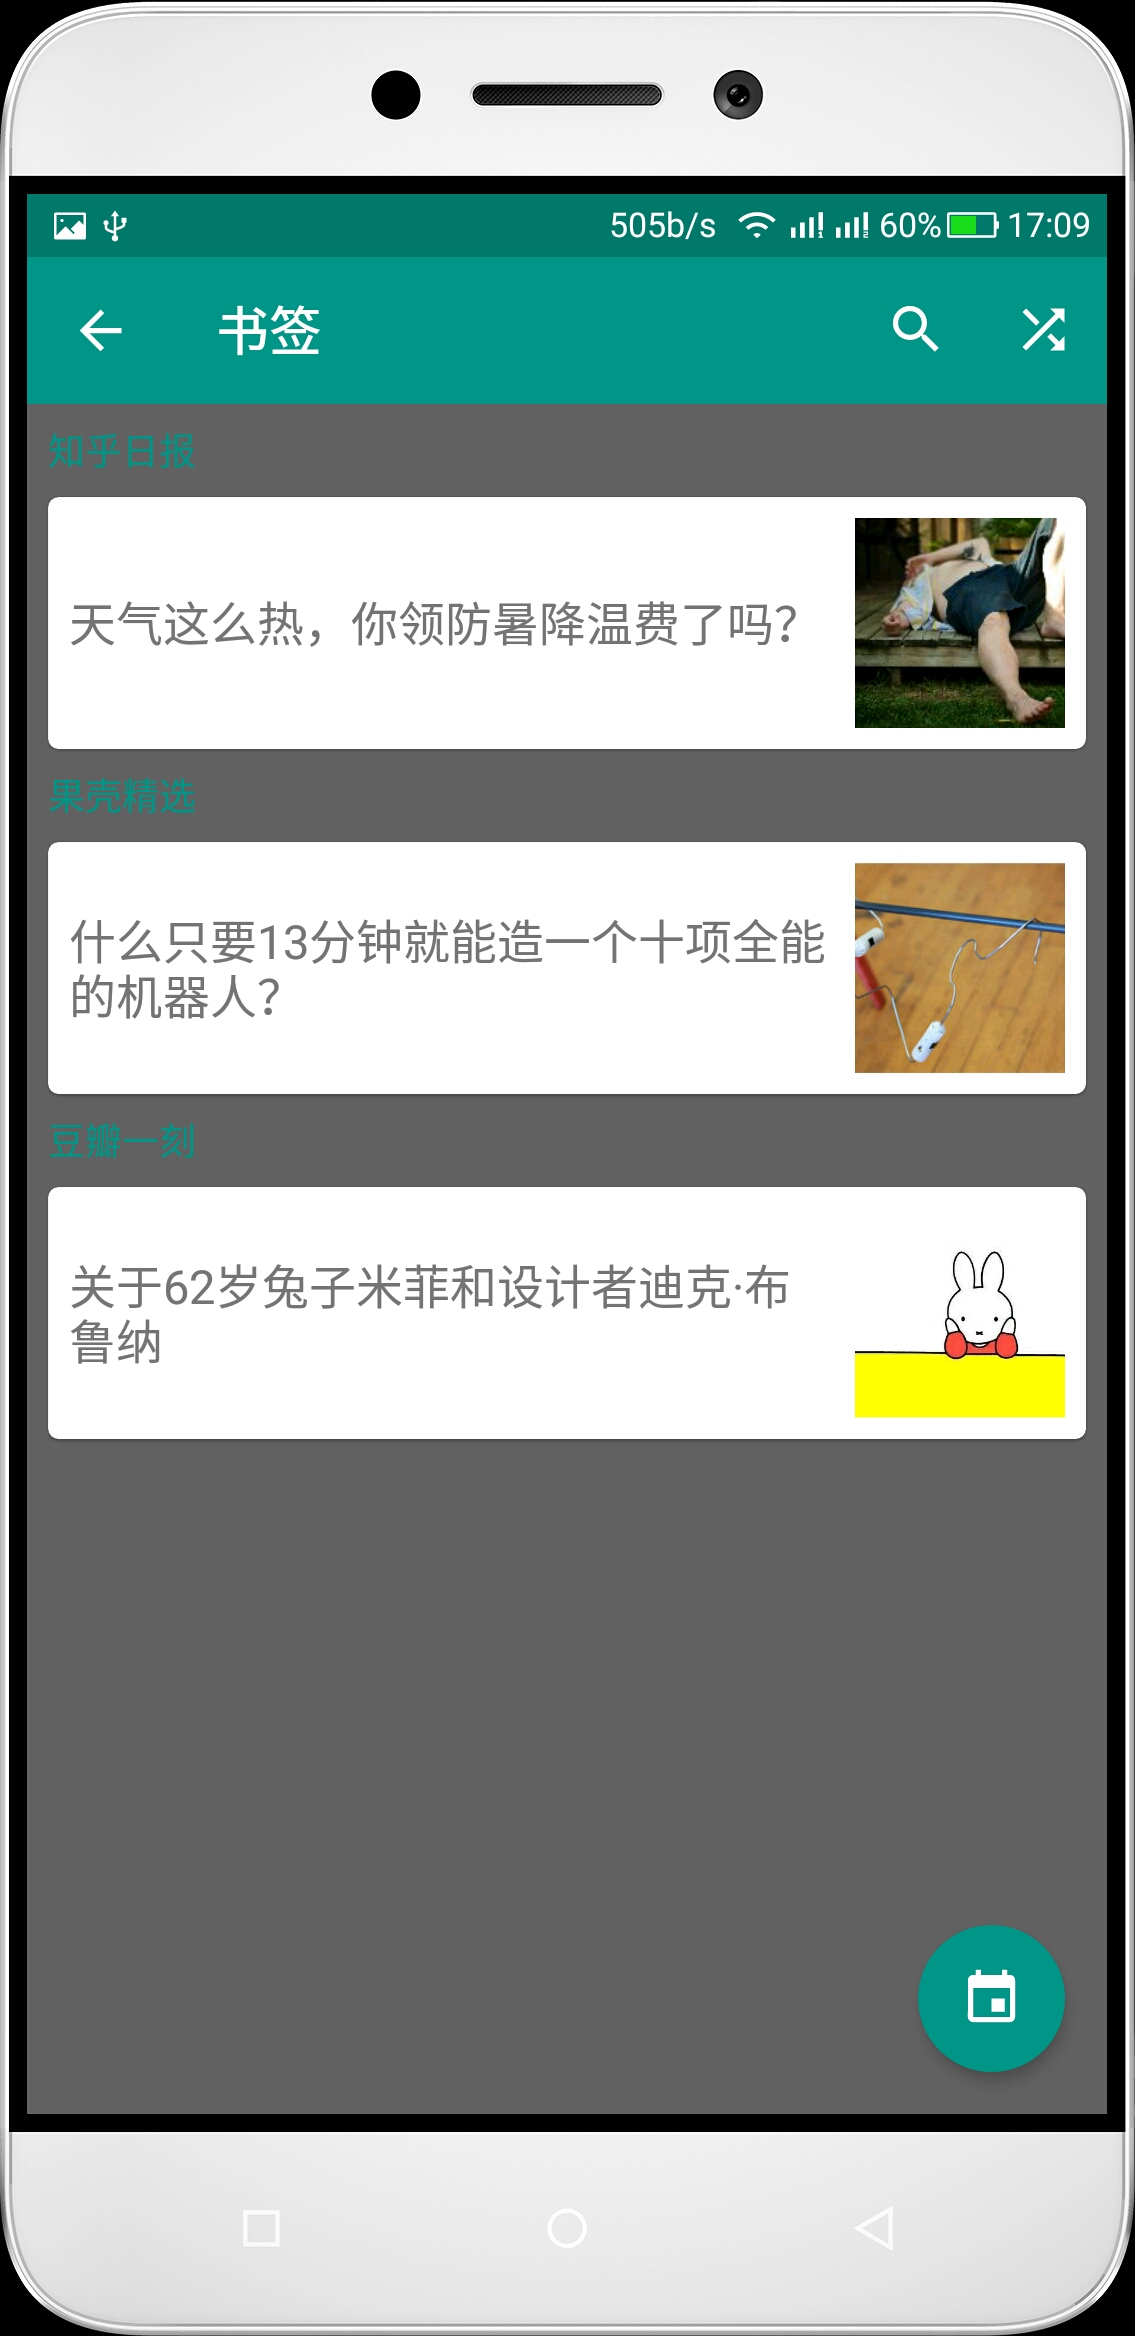 505b/s 60% 17:09
书签
知乎日报
天气这么热，你领防暑降温费了吗？
果壳精选
什么只要13分钟就能造一个十项全能
的机器人？
豆瓣一刻
关于62岁兔子米菲和设计者迪克·布
鲁纳